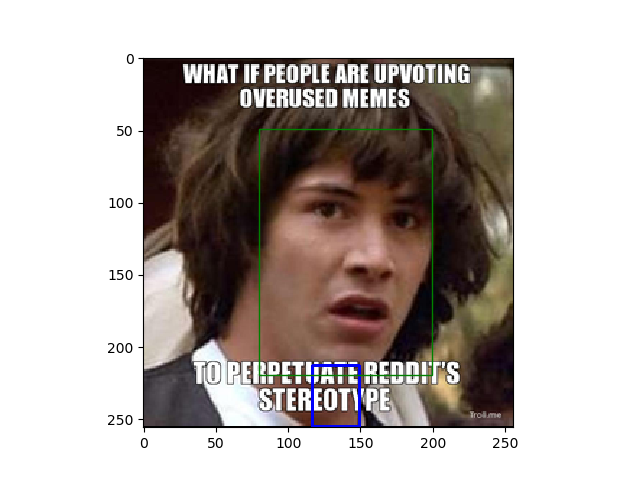 WHAT IF PEOPLE ARE UPVOTING
OVERUSED MEMES
TO PERPETUATE REDDIT'S
STEREOTYPE
Troll.me
0
50
100
150
200
250
0 50 100 150 200 250